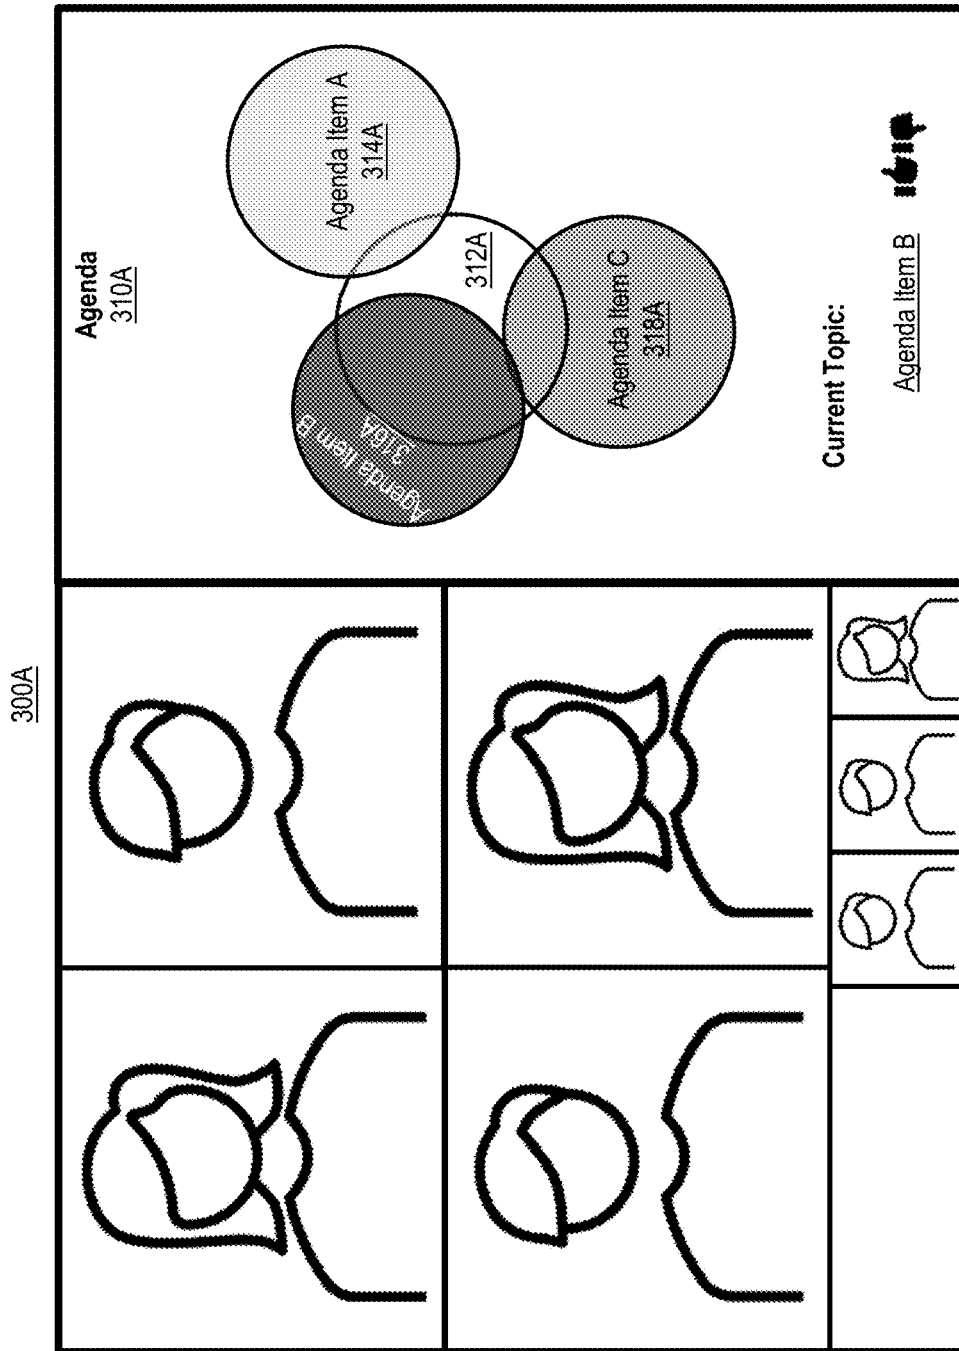 300A
Agenda
310A
Agenda Item A
314A
312A
Agenda Item B
316A
Agenda Item C
318A
Current Topic:
Agenda Item B